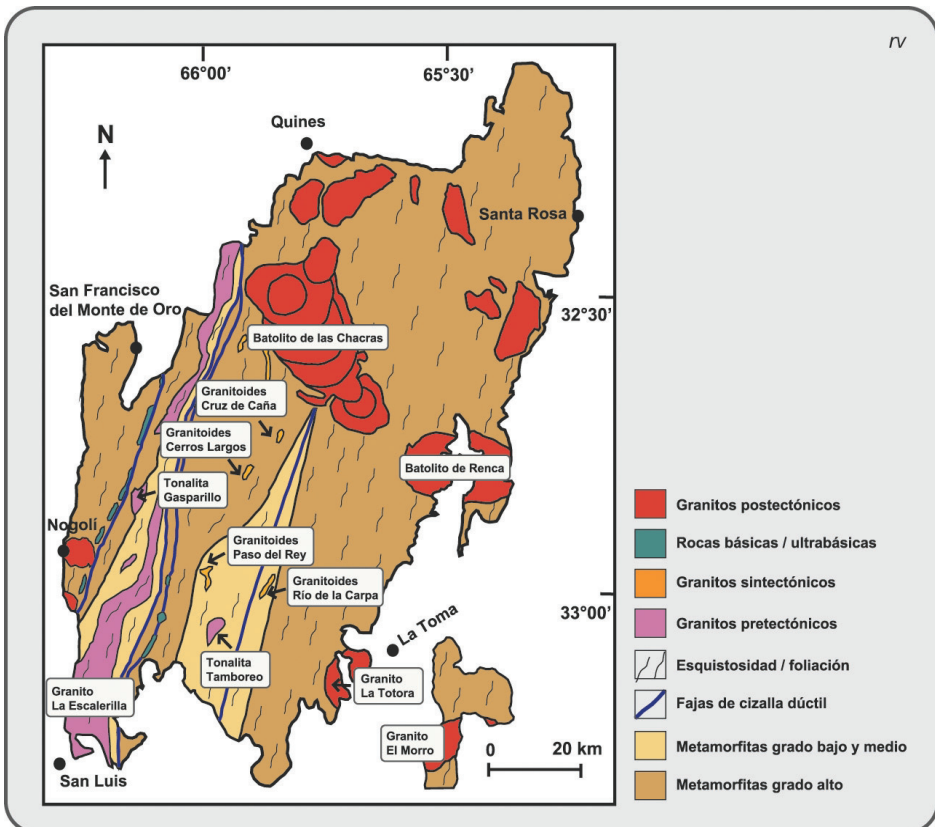 rv
66°00’
65°30’
N
Quines
Santa Rosa
San Francisco
del Monte de Oro
32°30’
Batolito de las Chacras
Granitoides
Cruz de Caña
Granitoides
Cerros Largos
Batolito de Renca
Tonalita
Gasparillo
Nogolí
Granitoides
Paso del Rey
Granitoides
Río de la Carpa
33°00’
La Toma
Tonalita
Tamboreo
Granito
La Escalerilla
Granito
La Totora
Granito
El Morro
0 20 km
San Luis
Granitos postectónicos
Rocas básicas / ultrabásicas
Granitos sintectónicos
Granitos pretectónicos
Esquistosidad / foliación
Fajas de cizalla dúctil
Metamorfitas grado bajo y medio
Metamorfitas grado alto